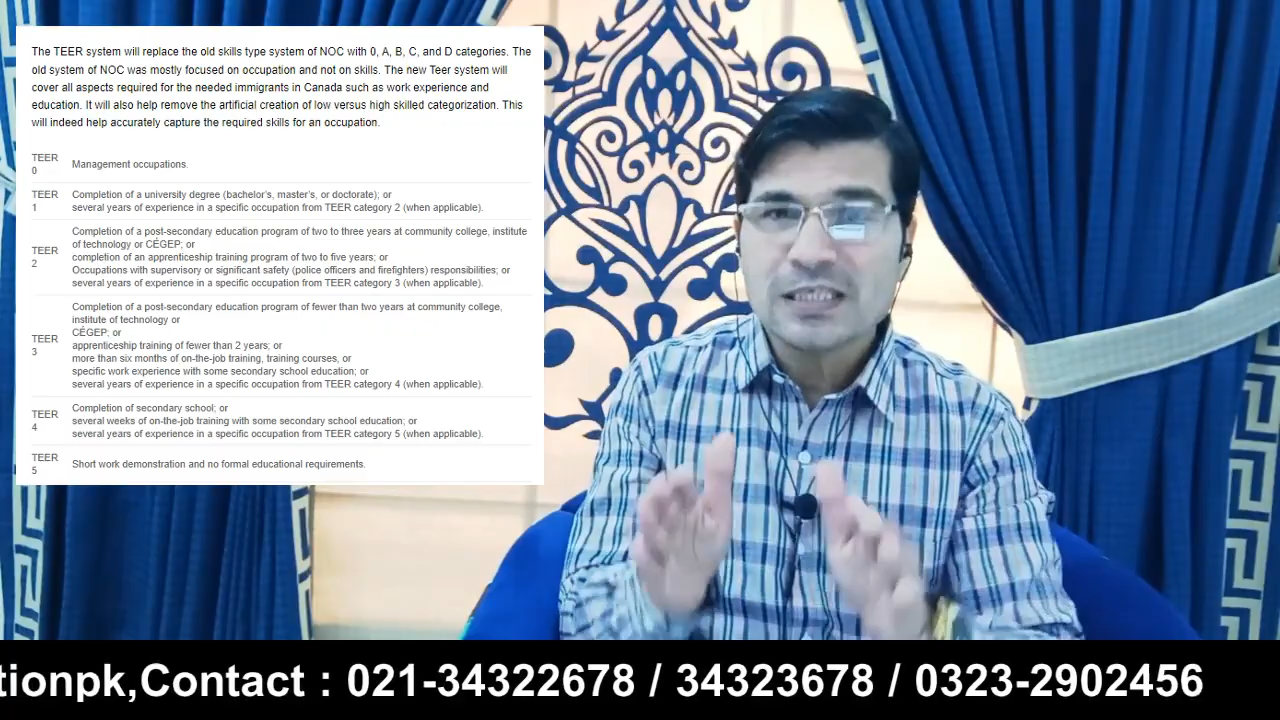 The TEER system will replace the old skills type system of NOC with 0, A, B, C, and D categories. The
old system of NOC was mostly focused on occupation and not on skills. The new Teer system will
cover all aspects required for the needed immigrants in Canada such as work experience and
education. It will also help remove the artificial creation of low versus high skilled categorization. This
will indeed help accurately capture the required skills for an occupation.
TEER
0
Management occupations.
TEER
1
Completion of a university degree (bachelor's, master's, or doctorate); or
several years of experience in a specific occupation from TEER category 2 (when applicable).
TEER
2
Completion of a post-secondary education program of two to three years at community college, institute
of technology or CÉGEP; or
completion of an apprenticeship training program of two to five years; or
Occupations with supervisory or significant safety (police officers and firefighters) responsibilities; or
several years of experience in a specific occupation from TEER category 3 (when applicable).
TEER
3
Completion of a post-secondary education program of fewer than two years at community college,
institute of technology or
CÉGEP; or
apprenticeship training of fewer than 2 years; or
more than six months of on-the-job training, training courses, or
specific work experience with some secondary school education; or
several years of experience in a specific occupation from TEER category 4 (when applicable).
TEER
4
Completion of secondary school; or
several weeks of on-the-job training with some secondary school education; or
several years of experience in a specific occupation from TEER category 5 (when applicable).
TEER
5
Short work demonstration and no formal educational requirements.
tionpk,Contact : 021-34322678 / 34323678 / 0323-2902456